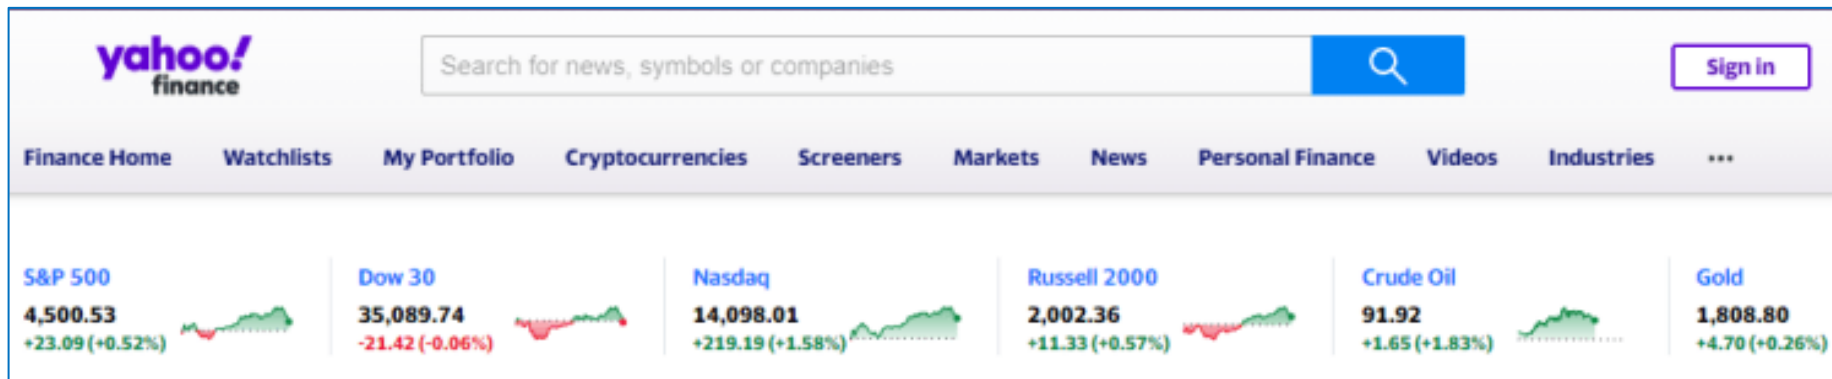 yahoo!
finance
Search for news, symbols or companies
Sign in
Finance Home Watchlists My Portfolio Cryptocurrencies Screeners Markets News Personal Finance Videos Industries ...
S&P 500 Dow 30 Nasdaq Russell 2000 Crude Oil Gold
4,500.53 35,089.74 14,098.01 2,002.36 91.92 1,808.80
+23.09 (+0.52%) -21.42 (-0.06%) +219.19 (+1.58%) +11.33 (+0.57%) +1.65 (+1.83%) +4.70 (+0.26%)